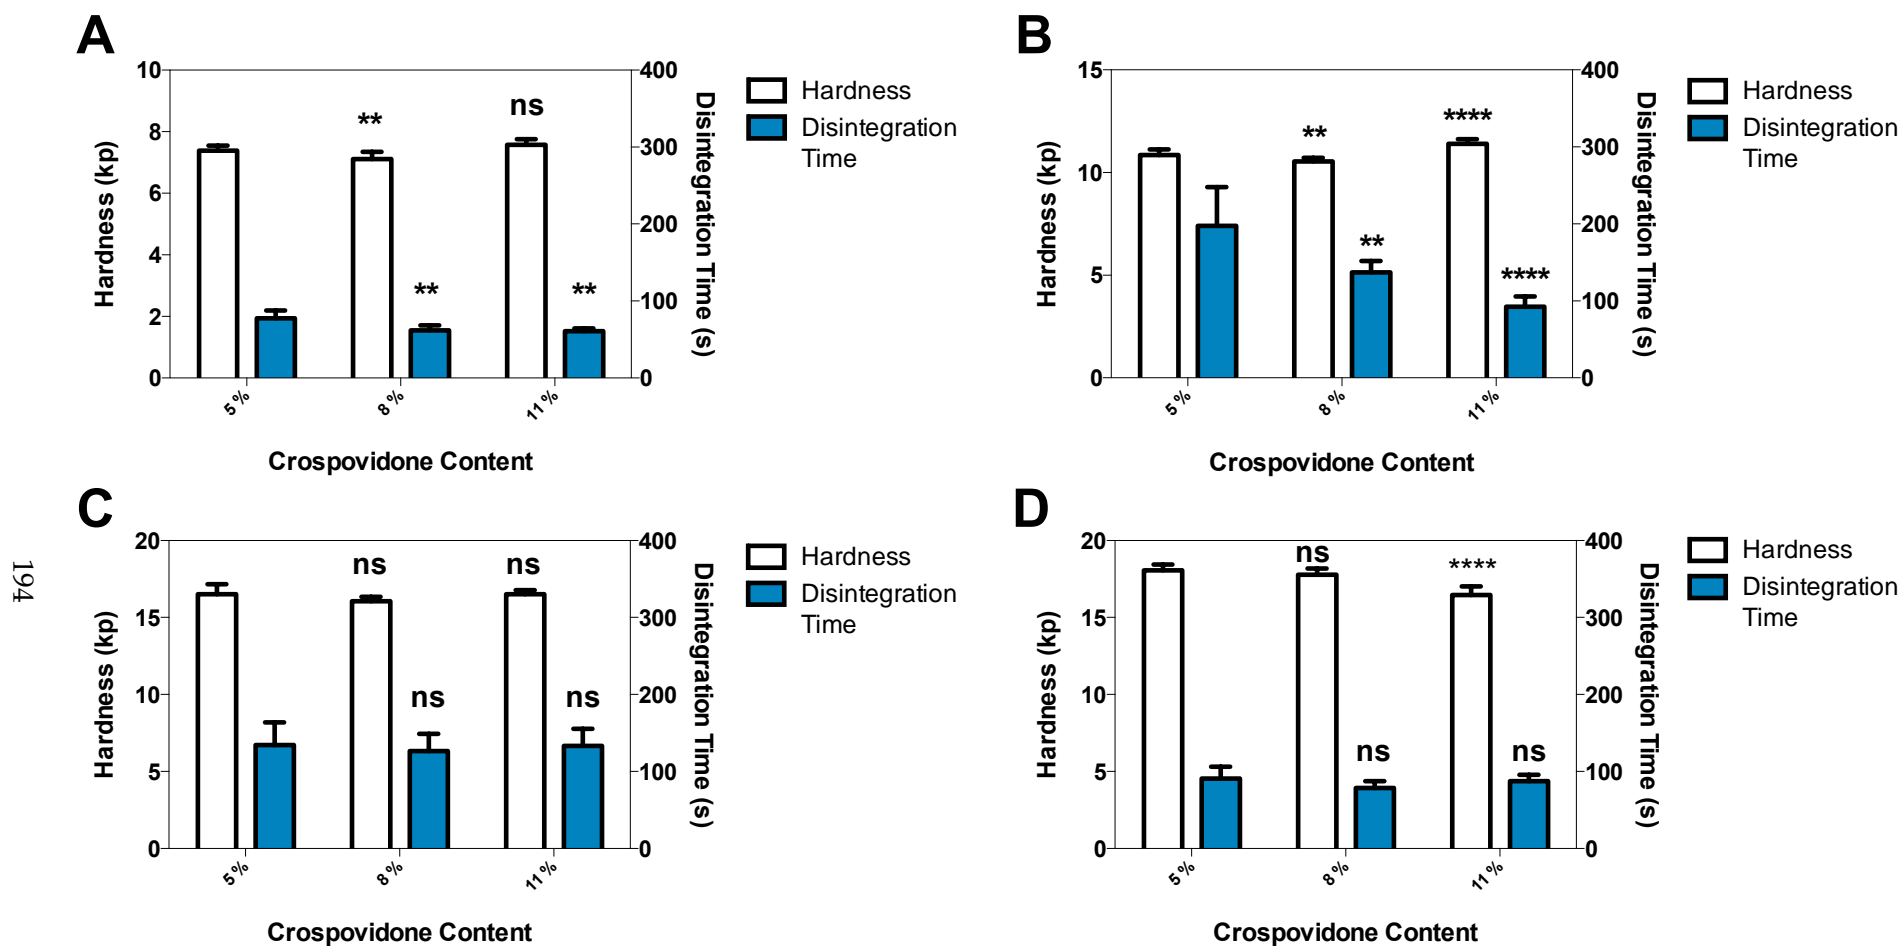 A
10
8
6
4
2
0
Hardness (kp)
**
ns
**
**
400
300
200
100
0
Disintegration Time (s)
5 %
8 %
11 %
Crospovidone Content
Hardness
Disintegration
Time
B
15
10
5
0
Hardness (kp)
**
****
**
****
400
300
200
100
0
Disintegration Time (s)
5 %
8 %
11 %
Crospovidone Content
Hardness
Disintegration
Time
C
20
15
10
5
0
Hardness (kp)
ns
ns
ns
ns
400
300
200
100
0
Disintegration Time (s)
5 %
8 %
11 %
Crospovidone Content
Hardness
Disintegration
Time
D
20
15
10
5
0
Hardness (kp)
ns
****
ns
ns
400
300
200
100
0
Disintegration Time (s)
5 %
8 %
11 %
Crospovidone Content
Hardness
Disintegration
Time
194